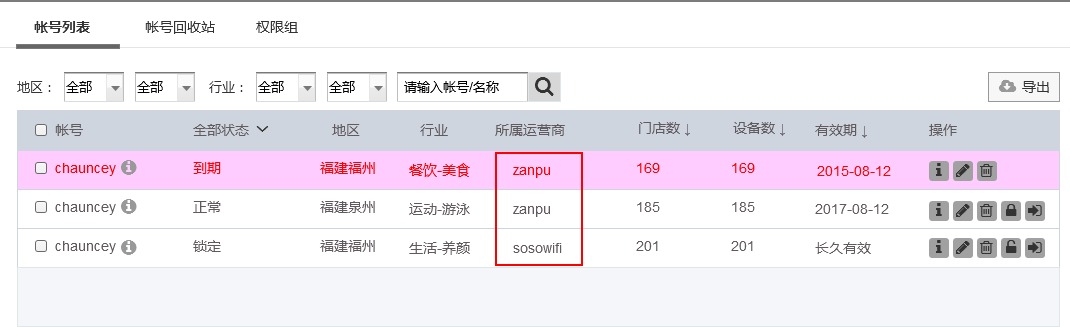 帐号列表 帐号回收站 权限组
地区： 全部 全部 行业： 全部 全部 请输入帐号/名称 导出
帐号 全部状态 地区 行业 所属运营商 门店数↓ 设备数↓ 有效期↓ 操作
chauncey 到期 福建福州 餐饮-美食 zanpu 169 169 2015-08-12
chauncey 正常 福建泉州 运动-游泳 zanpu 185 185 2017-08-12
chauncey 锁定 福建福州 生活-养颜 sosowifi 201 201 长久有效